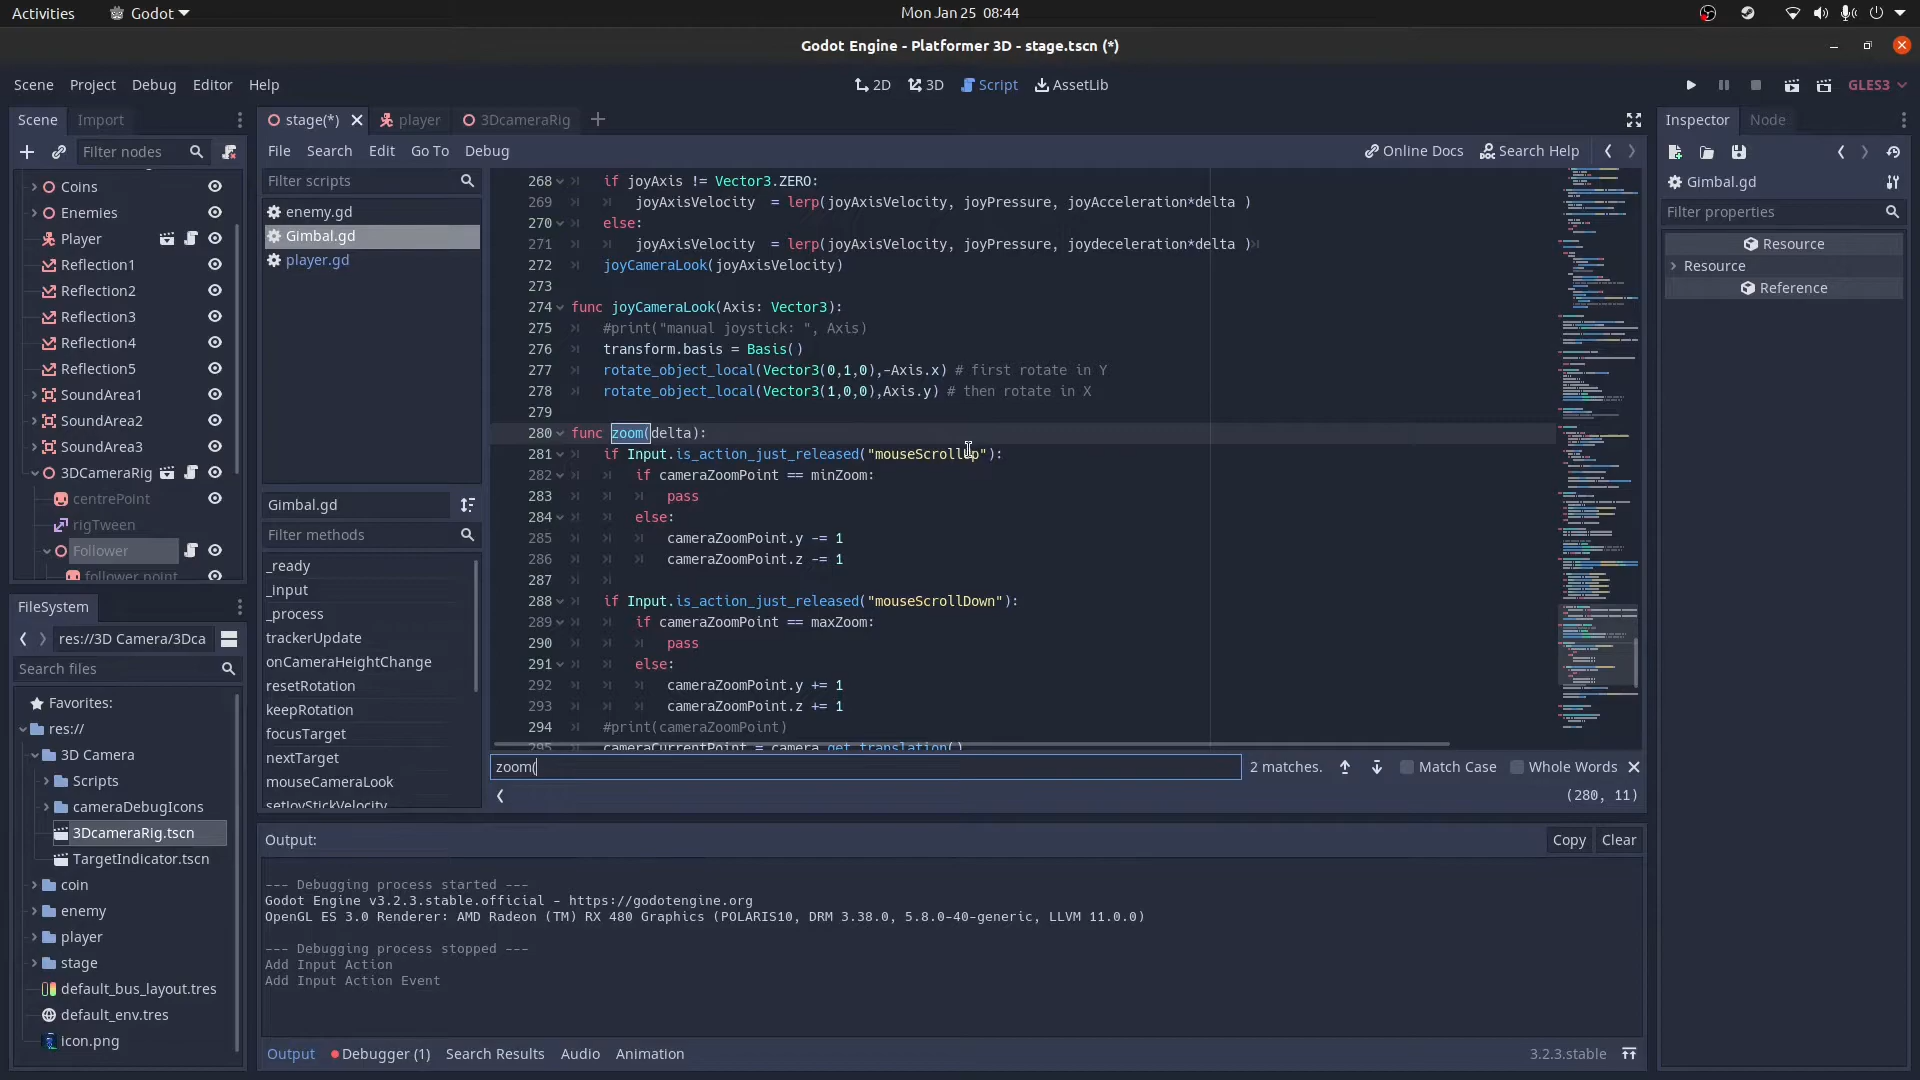 Activities
Godot
Mon Jan 25 08:44
Godot Engine - Platformer 3D - stage.tscn (*)
Scene Project Debug Editor Help
2D 3D Script AssetLib
GLES3
Scene Import
Filter nodes
Coins
Enemies
Player
Reflection1
Reflection2
Reflection3
Reflection4
Reflection5
SoundArea1
SoundArea2
SoundArea3
3DCameraRig
centrePoint
rigTween
Follower
follower point
FileSystem
res://3D Camera/3Dca
Search files
Favorites:
res://
3D Camera
Scripts
cameraDebugIcons
3DcameraRig.tscn
TargetIndicator.tscn
coin
enemy
player
stage
default_bus_layout.tres
default_env.tres
icon.png
stage(*) player 3DcameraRig
File Search Edit Go To Debug
Online Docs Search Help
Filter scripts
enemy.gd
Gimbal.gd
player.gd
Gimbal.gd
Filter methods
_ready
_input
_process
trackerUpdate
onCameraHeightChange
resetRotation
keepRotation
focusTarget
nextTarget
mouseCameraLook
setJoyStickVelocity
268 if joyAxis != Vector3.ZERO:
269 joyAxisVelocity  = lerp(joyAxisVelocity, joyPressure, joyAcceleration*delta )
270 else:
271 joyAxisVelocity  = lerp(joyAxisVelocity, joyPressure, joydeceleration*delta )
272 joyCameraLook(joyAxisVelocity)
273
274 func joyCameraLook(Axis: Vector3):
275 #print("manual joystick: ", Axis)
276 transform.basis = Basis()
277 rotate_object_local(Vector3(0,1,0),-Axis.x) # first rotate in Y
278 rotate_object_local(Vector3(1,0,0),Axis.y) # then rotate in X
279
280 func zoom(delta):
281 if Input.is_action_just_released("mouseScrollUp"):
282 if cameraZoomPoint == minZoom:
283 pass
284 else:
285 cameraZoomPoint.y -= 1
286 cameraZoomPoint.z -= 1
287
288 if Input.is_action_just_released("mouseScrollDown"):
289 if cameraZoomPoint == maxZoom:
290 pass
291 else:
292 cameraZoomPoint.y += 1
293 cameraZoomPoint.z += 1
294 #print(cameraZoomPoint)
295 cameraCurrentPoint = camera.get_translation()
zoom(
2 matches. Match Case Whole Words
(280, 11)
Output:
Copy Clear
--- Debugging process started ---
Godot Engine v3.2.3.stable.official - https://godotengine.org
OpenGL ES 3.0 Renderer: AMD Radeon (TM) RX 480 Graphics (POLARIS10, DRM 3.38.0, 5.8.0-40-generic, LLVM 11.0.0)
--- Debugging process stopped ---
Add Input Action
Add Input Action Event
Output Debugger (1) Search Results Audio Animation
3.2.3.stable
Inspector Node
Gimbal.gd
Filter properties
Resource
Resource
Reference